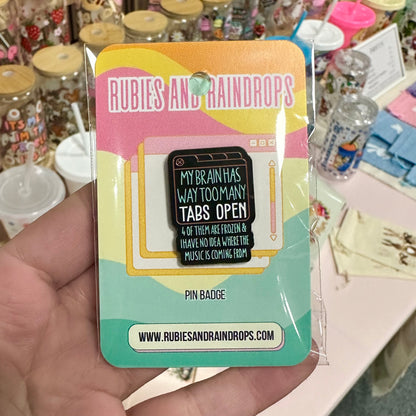 RUBIES AND RAINDROPS
MY BRAIN HAS
WAY TOO MANY
TABS OPEN
4 OF THEM ARE FROZEN &
I HAVE NO IDEA WHERE THE
MUSIC IS COMING FROM
PIN BADGE
WWW.RUBIESANDRAINDROPS.COM